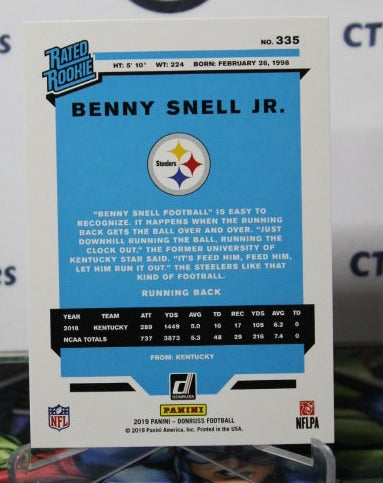 RATED
ROOKIE
NO. 335
HT: 5' 10" WT: 224 BORN: FEBRUARY 26, 1998
BENNY SNELL JR.
Steelers
"BENNY SNELL FOOTBALL" IS EASY TO
RECOGNIZE. IT HAPPENS WHEN THE RUNNING
BACK GETS THE BALL OVER AND OVER. "JUST
DOWNHILL RUNNING THE BALL, RUNNING THE
CLOCK OUT," THE FORMER UNIVERSITY OF
KENTUCKY STAR SAID. "IT'S FEED HIM, FEED HIM,
LET HIM RUN IT OUT." THE STEELERS LIKE THAT
KIND OF FOOTBALL.
RUNNING BACK
YEAR TEAM ATT YDS AVG TD REC YDS AVG TD
2018 KENTUCKY 289 1449 5.0 16 17 105 6.2 0
NCAA TOTALS 737 3873 5.3 48 29 216 7.4 0
FROM: KENTUCKY
D
DONRUSS
PANINI
NFL
NFLPA
2019 PANINI – DONRUSS FOOTBALL
© 2019 Panini America, Inc. Printed in the USA.